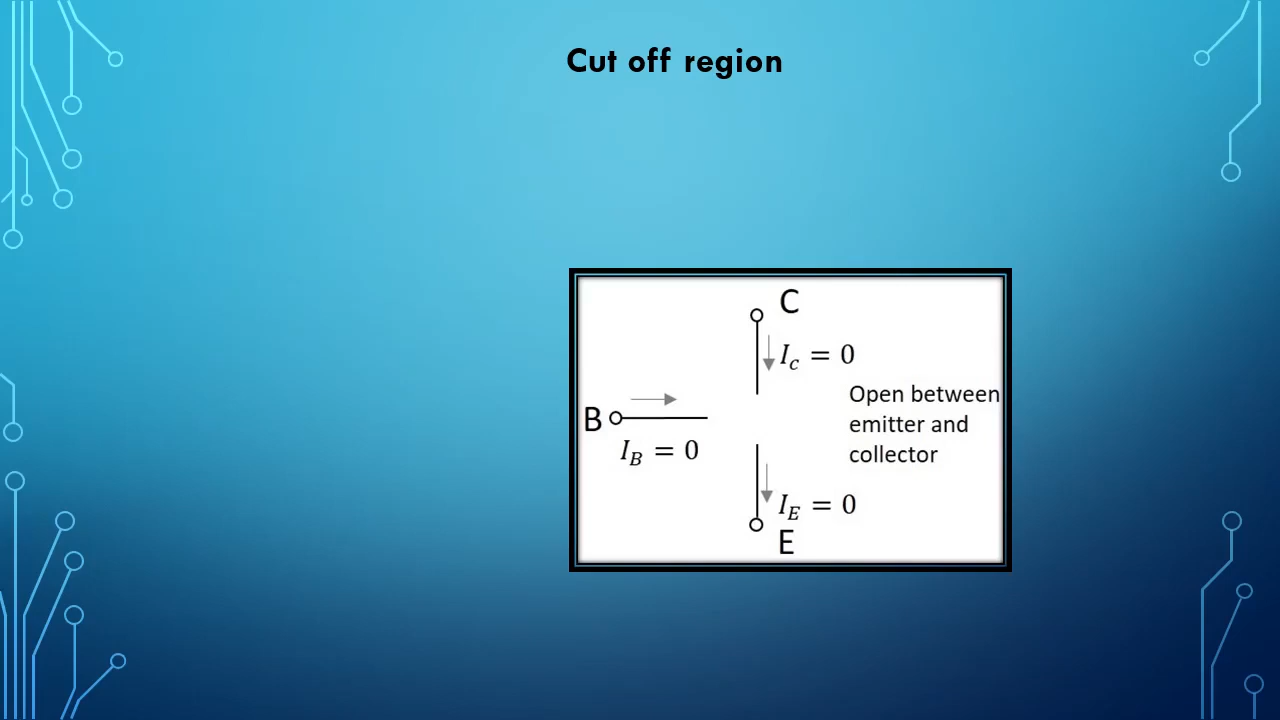 Cut off region
C
I_c = 0
Open between
emitter and
collector
B
I_B = 0
I_E = 0
E